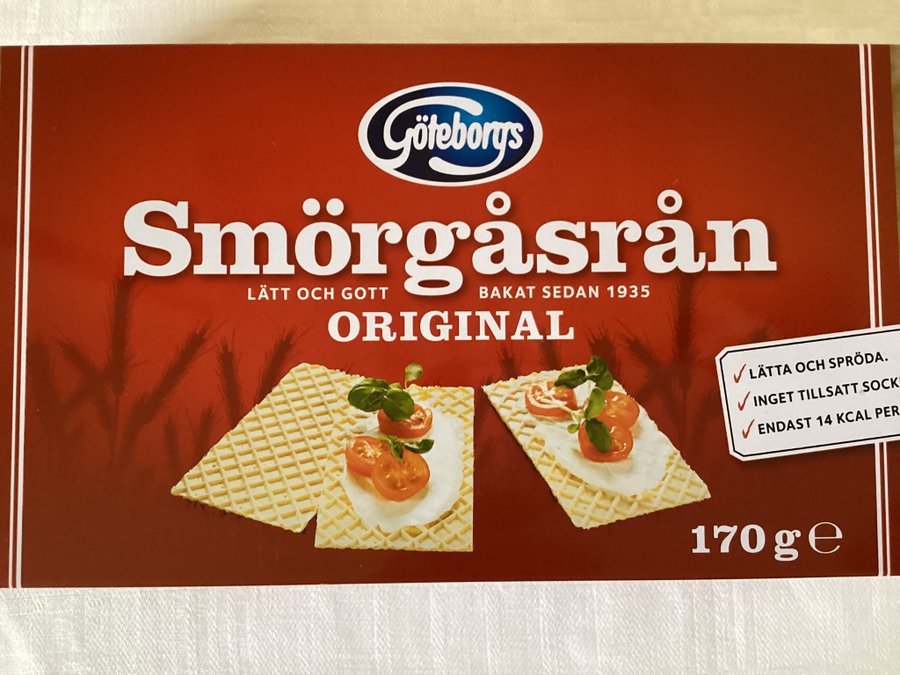 Göteborgs
Smörgåsrån
LÄTT OCH GOTT BAKAT SEDAN 1935
ORIGINAL
✓ LÄTTA OCH SPRÖDA.
✓ INGET TILLSATT SOCK
✓ ENDAST 14 KCAL PER
170 g ℮